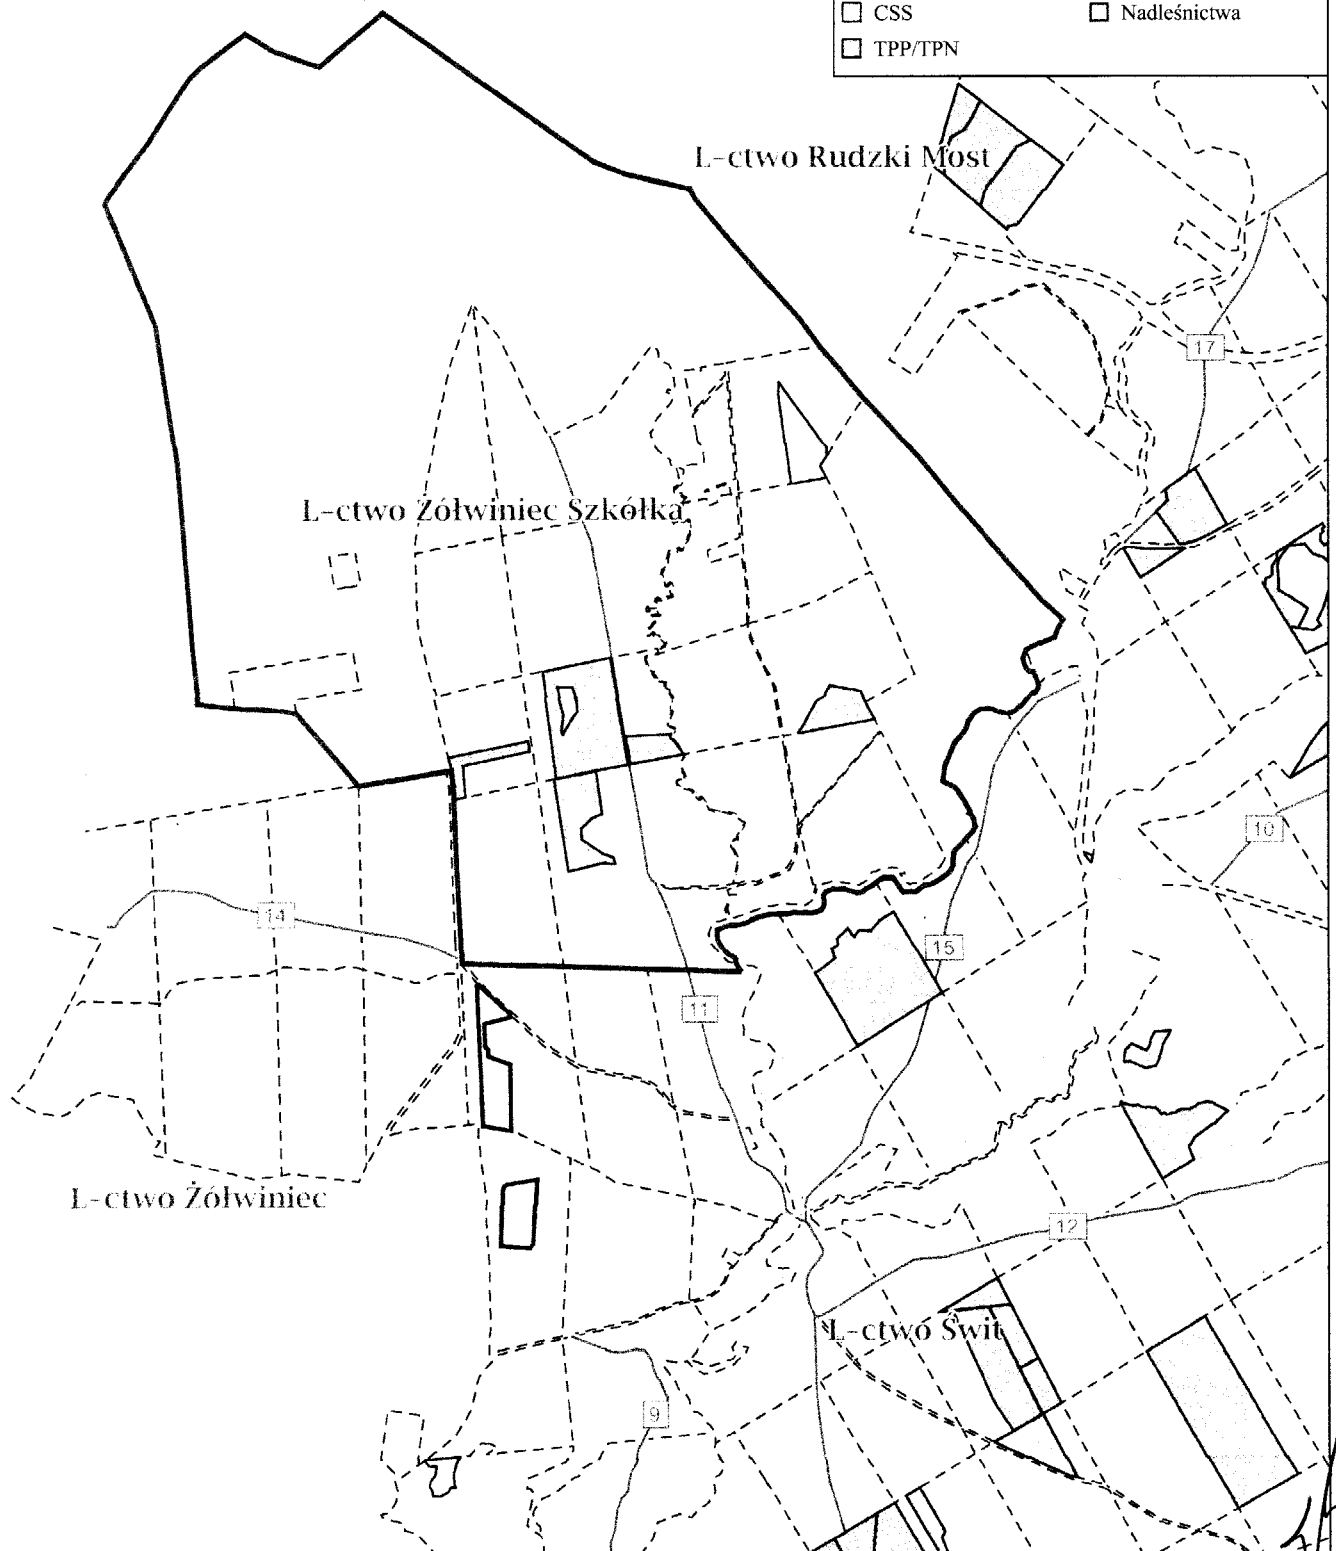 CSS
Nadleśnictwa
TPP/TPN
L-ctwo Rudzki Most
17
L-ctwo Żółwiniec Szkółka
10
14
15
11
L-ctwo Żółwiniec
12
L-ctwo Świt
9